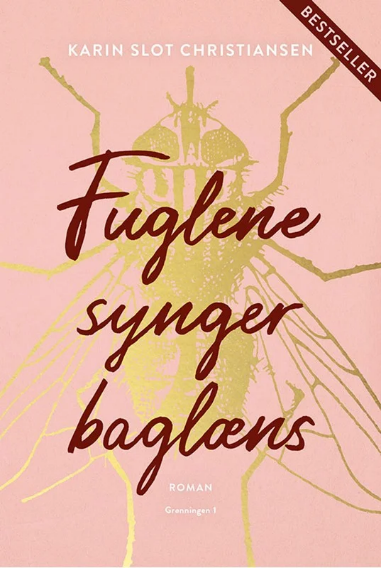 BESTSELLER
KARIN SLOT CHRISTIANSEN
Fuglene
synger
baglæns
ROMAN
Grønningen 1